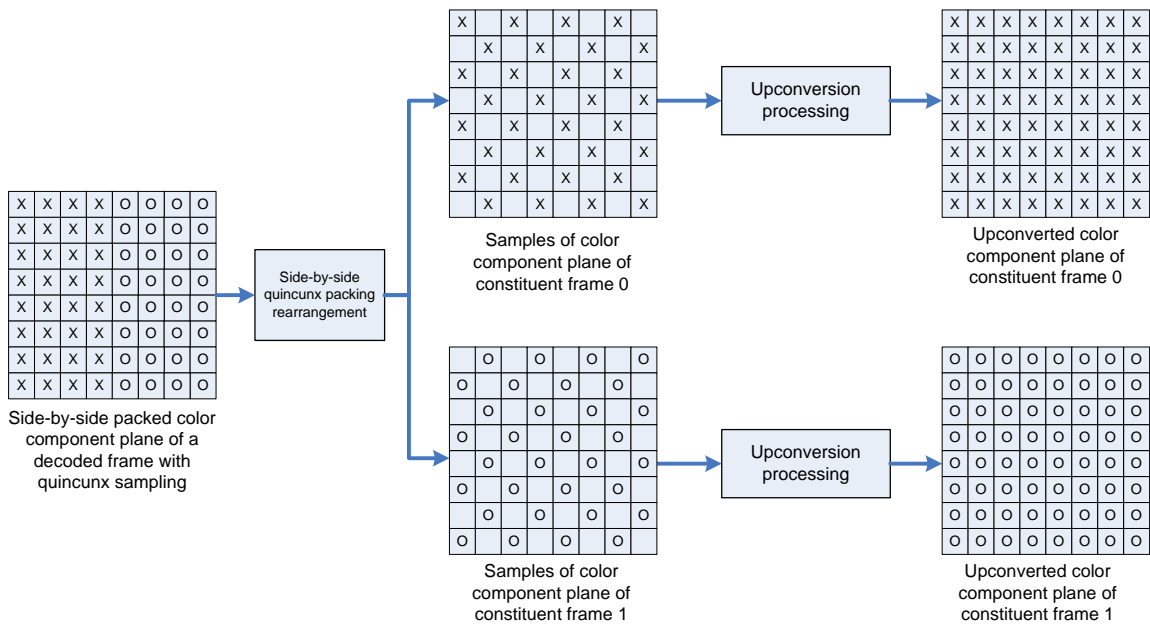 X X X X O O O O
X X X X O O O O
X X X X O O O O
X X X X O O O O
X X X X O O O O
X X X X O O O O
X X X X O O O O
X X X X O O O O
Side-by-side packed color
component plane of a
decoded frame with
quincunx sampling
Side-by-side
quincunx packing
rearrangement
X X X X
X X X X
X X X X
X X X X
X X X X
X X X X
X X X X
X X X X
Samples of color
component plane of
constituent frame 0
Upconversion
processing
X X X X X X X X
X X X X X X X X
X X X X X X X X
X X X X X X X X
X X X X X X X X
X X X X X X X X
X X X X X X X X
X X X X X X X X
Upconverted color
component plane of
constituent frame 0
O O O O
O O O O
O O O O
O O O O
O O O O
O O O O
O O O O
O O O O
Samples of color
component plane of
constituent frame 1
Upconversion
processing
O O O O O O O O
O O O O O O O O
O O O O O O O O
O O O O O O O O
O O O O O O O O
O O O O O O O O
O O O O O O O O
O O O O O O O O
Upconverted color
component plane of
constituent frame 1